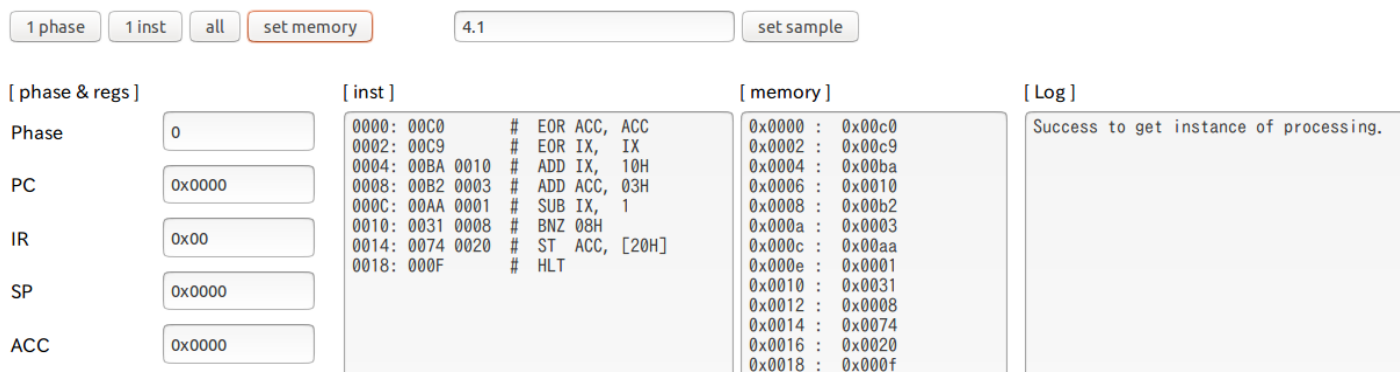 1 phase 1 inst all set memory 4.1 set sample
[ phase & regs ] [ inst ] [ memory ] [ Log ]
Phase 0
PC 0x0000
IR 0x00
SP 0x0000
ACC 0x0000
0000: 00C0 # EOR ACC, ACC
0002: 00C9 # EOR IX, IX
0004: 00BA 0010 # ADD IX, 10H
0008: 00B2 0003 # ADD ACC, 03H
000C: 00AA 0001 # SUB IX, 1
0010: 0031 0008 # BNZ 08H
0014: 0074 0020 # ST ACC, [20H]
0018: 000F # HLT
0x0000 : 0x00c0
0x0002 : 0x00c9
0x0004 : 0x00ba
0x0006 : 0x0010
0x0008 : 0x00b2
0x000a : 0x0003
0x000c : 0x00aa
0x000e : 0x0001
0x0010 : 0x0031
0x0012 : 0x0008
0x0014 : 0x0074
0x0016 : 0x0020
0x0018 : 0x000f
Success to get instance of processing.